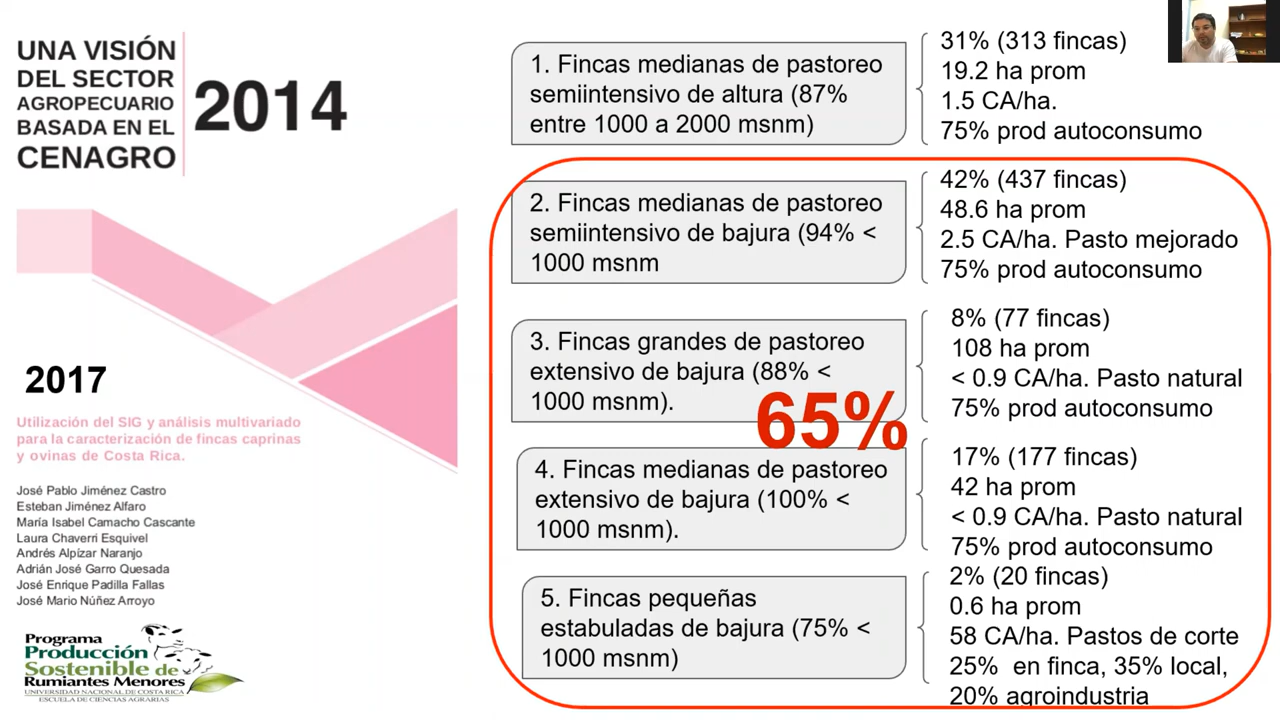 UNA VISIÓN
DEL SECTOR
AGROPECUARIO
BASADA EN EL
CENAGRO
2014
2017
Utilización del SIG y análisis multivariado
para la caracterización de fincas caprinas
y ovinas de Costa Rica.
José Pablo Jiménez Castro
Esteban Jiménez Alfaro
María Isabel Camacho Cascante
Laura Chaverri Esquivel
Andrés Alpízar Naranjo
Adrián José Garro Quesada
José Enrique Padilla Fallas
José Mario Núñez Arroyo
Programa
Producción
Sostenible de
Rumiantes Menores
UNIVERSIDAD NACIONAL DE COSTA RICA
ESCUELA DE CIENCIAS AGRARIAS
1. Fincas medianas de pastoreo
semiintensivo de altura (87%
entre 1000 a 2000 msnm)
31% (313 fincas)
19.2 ha prom
1.5 CA/ha.
75% prod autoconsumo
2. Fincas medianas de pastoreo
semiintensivo de bajura (94% <
1000 msnm
42% (437 fincas)
48.6 ha prom
2.5 CA/ha. Pasto mejorado
75% prod autoconsumo
3. Fincas grandes de pastoreo
extensivo de bajura (88% <
1000 msnm).
8% (77 fincas)
108 ha prom
< 0.9 CA/ha. Pasto natural
75% prod autoconsumo
65%
4. Fincas medianas de pastoreo
extensivo de bajura (100% <
1000 msnm).
17% (177 fincas)
42 ha prom
< 0.9 CA/ha. Pasto natural
75% prod autoconsumo
5. Fincas pequeñas
estabuladas de bajura (75% <
1000 msnm)
2% (20 fincas)
0.6 ha prom
58 CA/ha. Pastos de corte
25% en finca, 35% local,
20% agroindustria